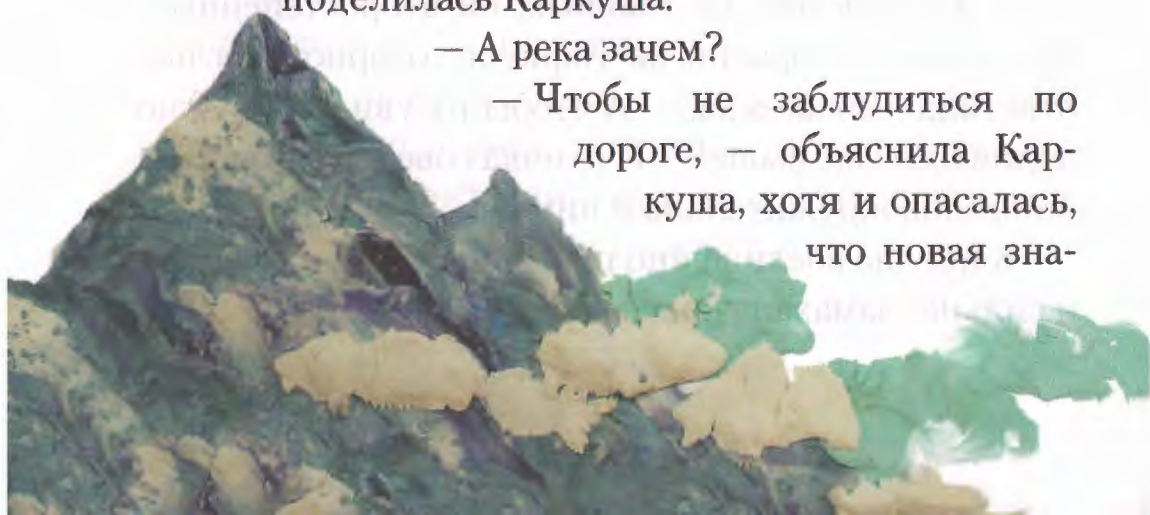 поделилась Каркуша.
— А река зачем?
— Чтобы не заблудиться по
дороге, — объяснила Кар-
куша, хотя и опасалась,
что новая зна-